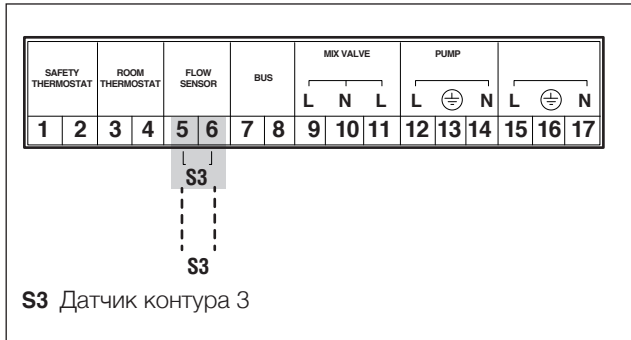 MIX VALVE PUMP
SAFETY ROOM FLOW BUS
THERMOSTAT THERMOSTAT SENSOR
L N L L N L N
1 2 3 4 5 6 7 8 9 10 11 12 13 14 15 16 17
S3
S3
S3 Датчик контура 3